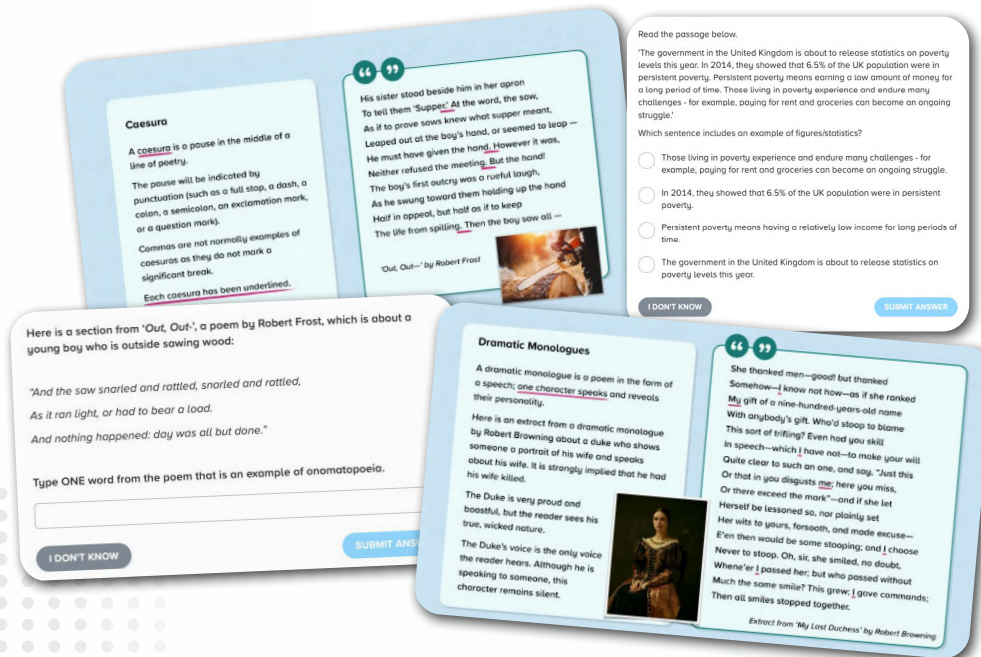 Caesura
A caesura is a pause in the middle of a
line of poetry.
The pause will be indicated by
punctuation (such as a full stop, a dash, a
colon, a semicolon, an exclamation mark,
or a question mark).
Commas are not normally examples of
caesuras as they do not mark a
significant break.
Each caesura has been underlined.
His sister stood beside him in her apron
To tell them ‘Supper.’ At the word, the saw,
As if to prove saws knew what supper meant,
Leaped out at the boy’s hand, or seemed to leap —
He must have given the hand. However it was,
Neither refused the meeting. But the hand!
The boy’s first outcry was a rueful laugh,
As he swung toward them holding up the hand
Half in appeal, but half as if to keep
The life from spilling. Then the boy saw all —
‘Out, Out—’ by Robert Frost
Read the passage below.
‘The government in the United Kingdom is about to release statistics on poverty
levels this year. In 2014, they showed that 6.5% of the UK population were in
persistent poverty. Persistent poverty means earning a low amount of money for
a long period of time. Those living in poverty experience and endure many
challenges - for example, paying for rent and groceries can become an ongoing
struggle.’
Which sentence includes an example of figures/statistics?
Those living in poverty experience and endure many challenges - for
example, paying for rent and groceries can become an ongoing struggle.
In 2014, they showed that 6.5% of the UK population were in persistent
poverty.
Persistent poverty means having a relatively low income for long periods of
time.
The government in the United Kingdom is about to release statistics on
poverty levels this year.
I DON'T KNOW
SUBMIT ANSWER
Here is a section from ‘Out, Out-’, a poem by Robert Frost, which is about a
young boy who is outside sawing wood:
“And the saw snarled and rattled, snarled and rattled,
As it ran light, or had to bear a load.
And nothing happened: day was all but done.”
Type ONE word from the poem that is an example of onomatopoeia.
I DON'T KNOW
SUBMIT ANS
Dramatic Monologues
A dramatic monologue is a poem in the form of
a speech; one character speaks and reveals
their personality.
Here is an extract from a dramatic monologue
by Robert Browning about a duke who shows
someone a portrait of his wife and speaks
about his wife. It is strongly implied that he had
his wife killed.
The Duke is very proud and
boastful, but the reader sees his
true, wicked nature.
The Duke's voice is the only voice
the reader hears. Although he is
speaking to someone, this
character remains silent.
She thanked men—good! but thanked
Somehow—I know not how—as if she ranked
My gift of a nine-hundred-years-old name
With anybody's gift. Who'd stoop to blame
This sort of trifling? Even had you skill
In speech—which I have not—to make your will
Quite clear to such an one, and say, “Just this
Or that in you disgusts me; here you miss,
Or there exceed the mark”—and if she let
Herself be lessoned so, nor plainly set
Her wits to yours, forsooth, and made excuse—
E'en then would be some stooping; and I choose
Never to stoop. Oh, sir, she smiled, no doubt,
Whene'er I passed her; but who passed without
Much the same smile? This grew; I gave commands;
Then all smiles stopped together.
Extract from ‘My Last Duchess’ by Robert Browning